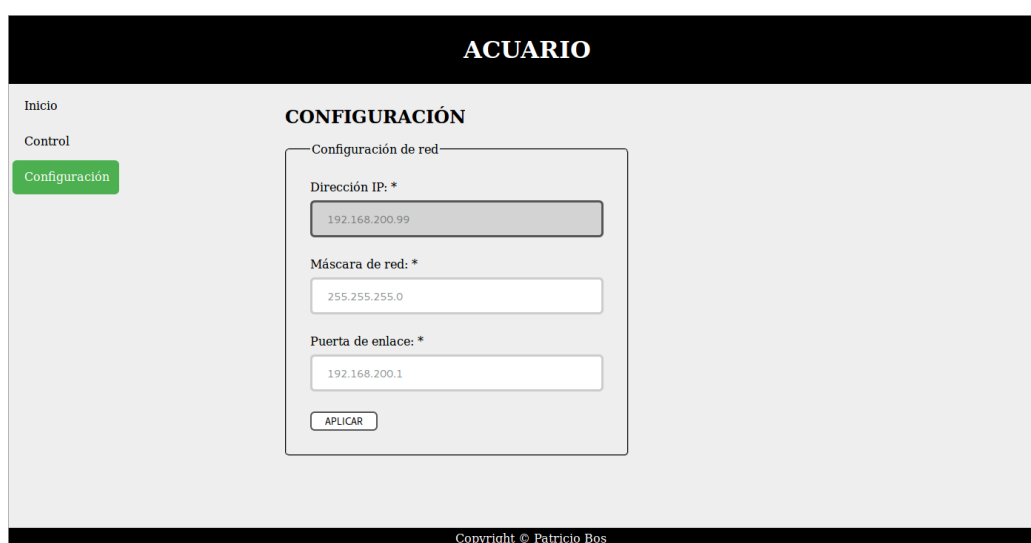 ACUARIO
Inicio
Control
Configuración
CONFIGURACIÓN
Configuración de red
Dirección IP: *
192.168.200.99
Máscara de red: *
255.255.255.0
Puerta de enlace: *
192.168.200.1
APLICAR
Copyright © Patricio Bos